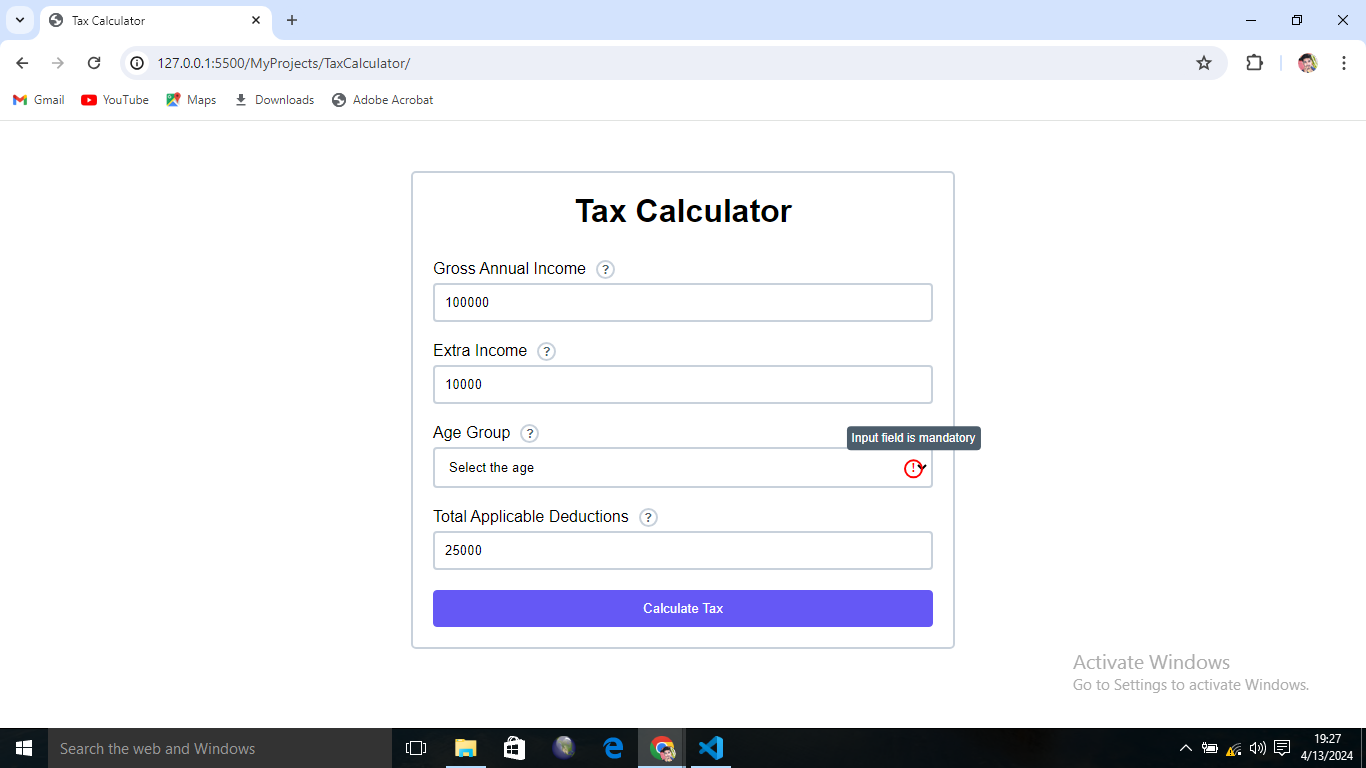 Tax Calculator
127.0.0.1:5500/MyProjects/TaxCalculator/
Gmail YouTube Maps Downloads Adobe Acrobat
Tax Calculator
Gross Annual Income ?
100000
Extra Income ?
10000
Age Group ?
Input field is mandatory
Select the age !
Total Applicable Deductions ?
25000
Calculate Tax
Activate Windows
Go to Settings to activate Windows.
Search the web and Windows
19:27
4/13/2024